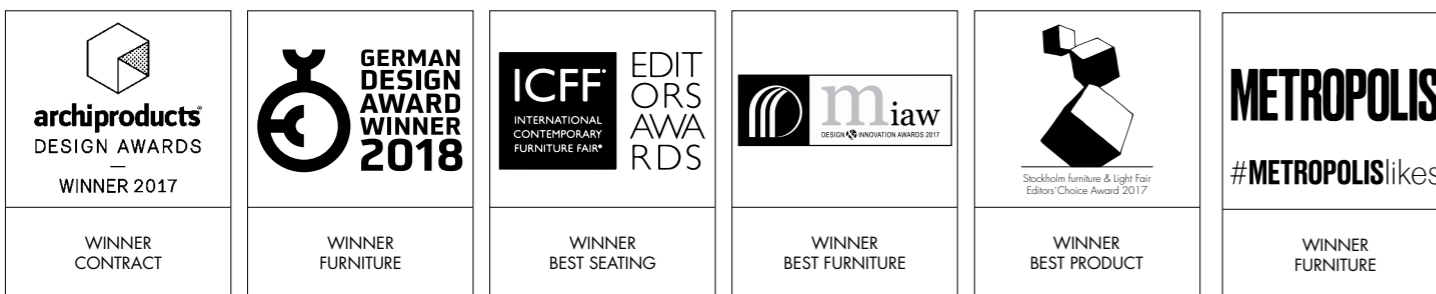 archiproducts
DESIGN AWARDS
WINNER 2017
WINNER
CONTRACT
GERMAN
DESIGN
AWARD
WINNER
2018
WINNER
FURNITURE
ICFF
INTERNATIONAL
CONTEMPORARY
FURNITURE FAIR
EDIT
ORS
AWA
RDS
WINNER
BEST SEATING
miaw
DESIGN & INNOVATION AWARDS 2017
WINNER
BEST FURNITURE
Stockholm furniture & Light Fair
Editors'Choice Award 2017
WINNER
BEST PRODUCT
METROPOLIS
#METROPOLISlikes
WINNER
FURNITURE